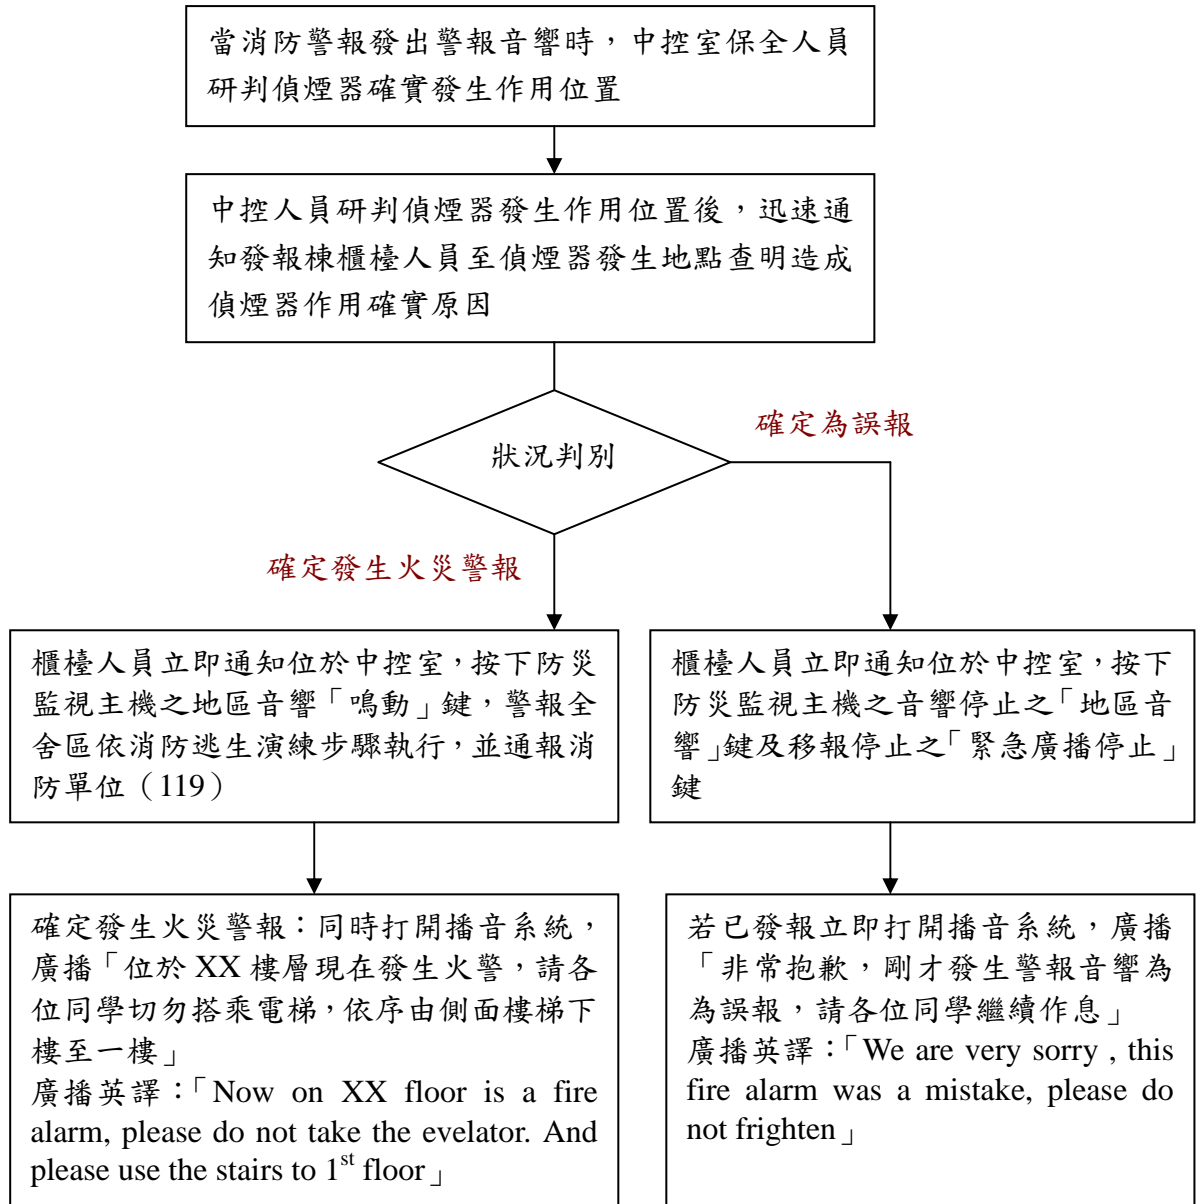 當消防警報發出警報音響時，中控室保全人員
研判偵煙器確實發生作用位置
中控人員研判偵煙器發生作用位置後，迅速通
知發報棟櫃檯人員至偵煙器發生地點查明造成
偵煙器作用確實原因
狀況判別
確定為誤報
確定發生火災警報
櫃檯人員立即通知位於中控室，按下防災
監視主機之地區音響「鳴動」鍵，警報全
舍區依消防逃生演練步驟執行，並通報消
防單位（119）
櫃檯人員立即通知位於中控室，按下
防災監視主機之音響停止之「地區音
響」鍵及移報停止之「緊急廣播停止」
鍵
確定發生火災警報：同時打開播音系統，
廣播「位於 XX 樓層現在發生火警，請各
位同學切勿搭乘電梯，依序由側面樓梯下
樓至一樓」
廣播英譯：「Now on XX floor is a fire
alarm, please do not take the evelator. And
please use the stairs to 1st floor」
若已發報立即打開播音系統，廣播
「非常抱歉，剛才發生警報音響為
為誤報，請各位同學繼續作息」
廣播英譯：「We are very sorry , this
fire alarm was a mistake, please do
not frighten」